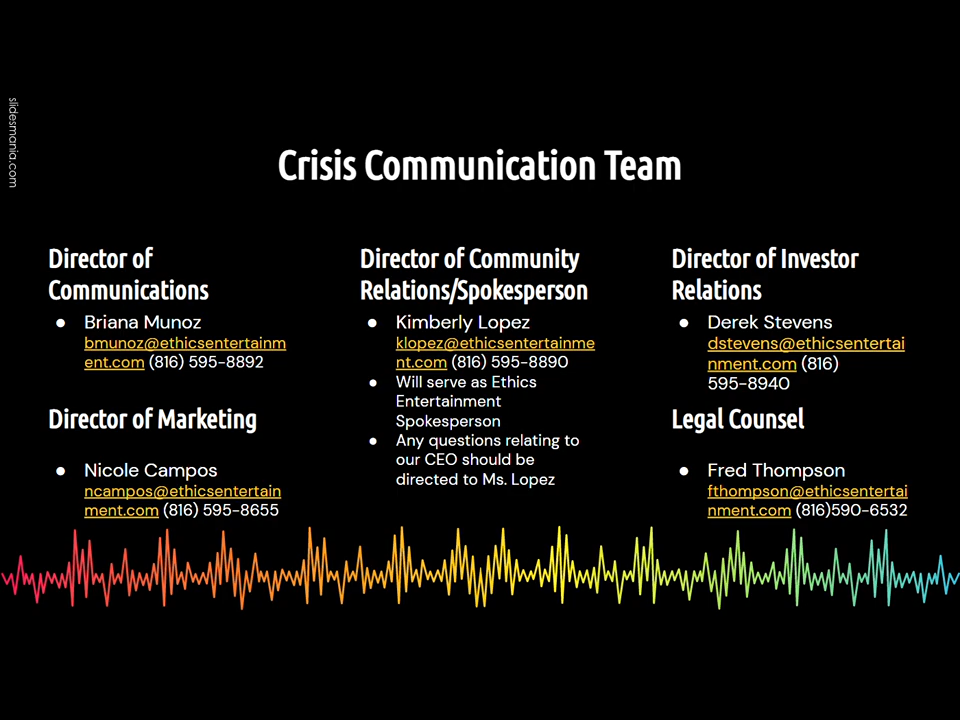 slidesmania.com
Crisis Communication Team
Director of
Communications
● Briana Munoz
bmunoz@ethicsentertainm
ent.com (816) 595-8892
Director of Marketing
● Nicole Campos
ncampos@ethicsentertain
ment.com (816) 595-8655
Director of Community
Relations/Spokesperson
● Kimberly Lopez
klopez@ethicsentertainme
nt.com (816) 595-8890
● Will serve as Ethics
Entertainment
Spokesperson
● Any questions relating to
our CEO should be
directed to Ms. Lopez
Director of Investor
Relations
● Derek Stevens
dstevens@ethicsentertai
nment.com (816)
595-8940
Legal Counsel
● Fred Thompson
fthompson@ethicsentertai
nment.com (816)590-6532